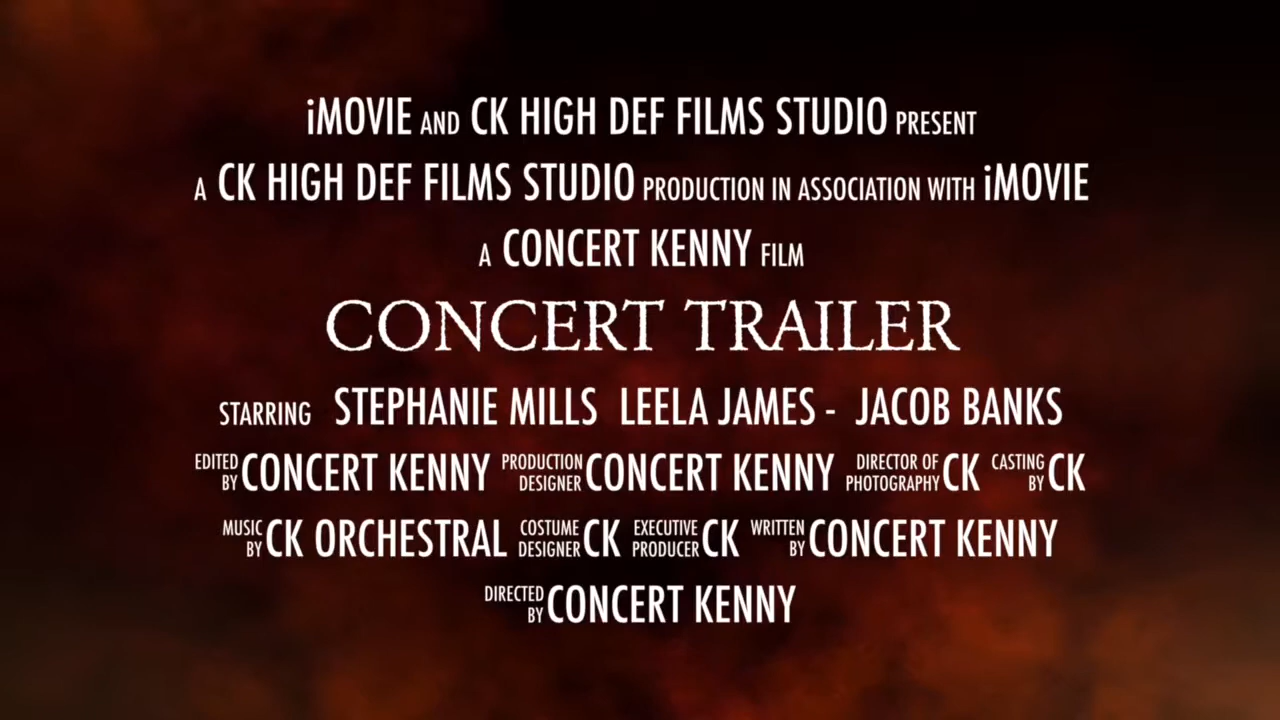 iMOVIE AND CK HIGH DEF FILMS STUDIO PRESENT
A CK HIGH DEF FILMS STUDIO PRODUCTION IN ASSOCIATION WITH iMOVIE
A CONCERT KENNY FILM
CONCERT TRAILER
STARRING STEPHANIE MILLS LEELA JAMES - JACOB BANKS
EDITED BY CONCERT KENNY PRODUCTION DESIGNER CONCERT KENNY DIRECTOR OF PHOTOGRAPHY CK CASTING BY CK
MUSIC BY CK ORCHESTRAL COSTUME DESIGNER CK EXECUTIVE PRODUCER CK WRITTEN BY CONCERT KENNY
DIRECTED BY CONCERT KENNY